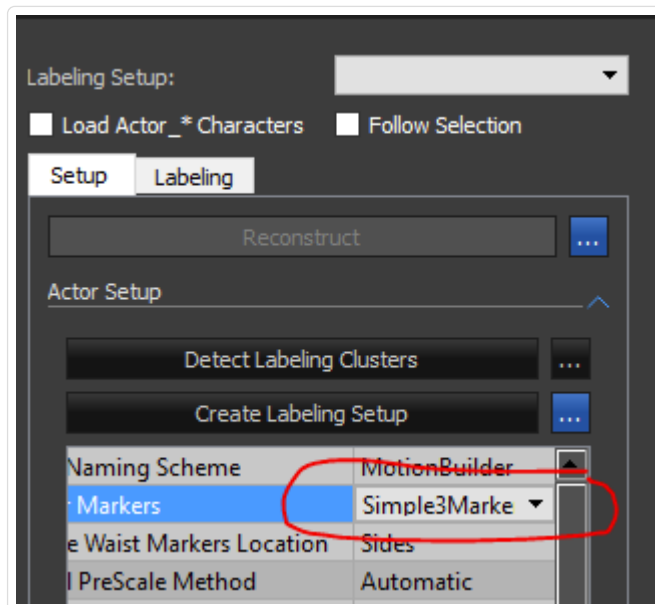 Labeling Setup:
Load Actor_* Characters Follow Selection
Setup Labeling
Reconstruct ...
Actor Setup
Detect Labeling Clusters ...
Create Labeling Setup ...
Naming Scheme MotionBuilder
Markers Simple3Marke
e Waist Markers Location Sides
l PreScale Method Automatic